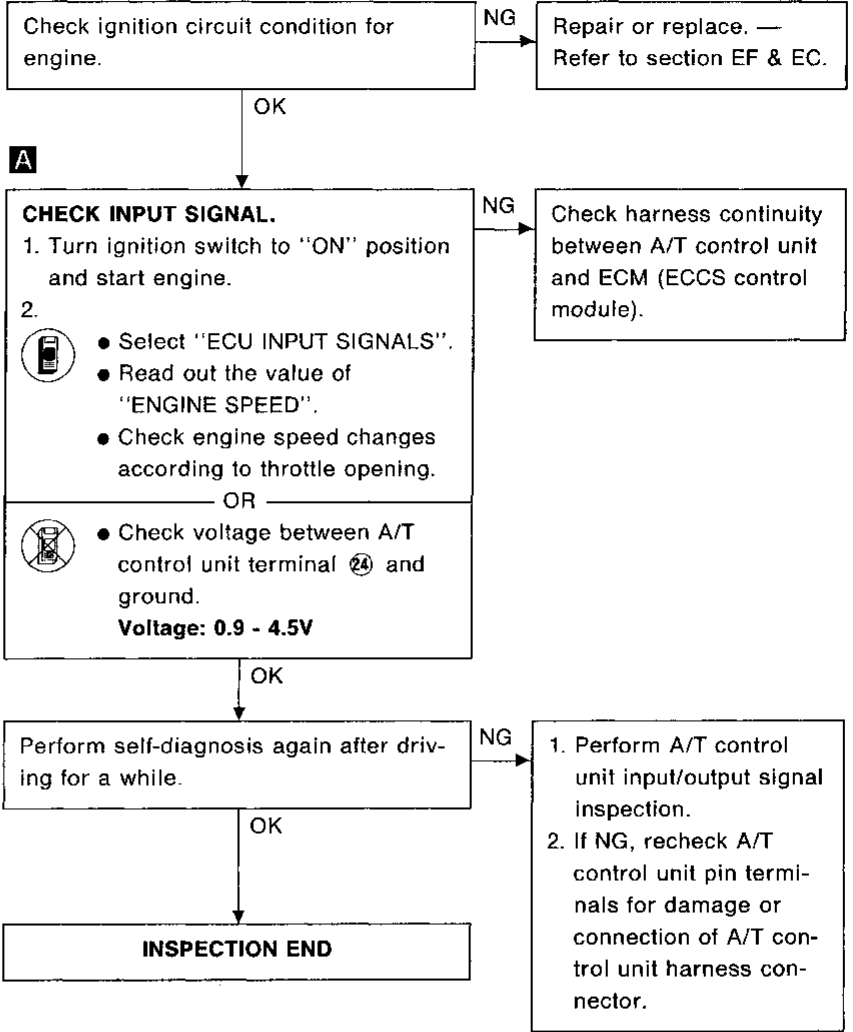 Check ignition circuit condition for
engine.
NG
Repair or replace. —
Refer to section EF & EC.
OK
A
CHECK INPUT SIGNAL.
1. Turn ignition switch to "ON" position
and start engine.
2.
● Select "ECU INPUT SIGNALS".
● Read out the value of
"ENGINE SPEED".
● Check engine speed changes
according to throttle opening.
OR
● Check voltage between A/T
control unit terminal ㉔ and
ground.
Voltage: 0.9 - 4.5V
NG
Check harness continuity
between A/T control unit
and ECM (ECCS control
module).
OK
Perform self-diagnosis again after driv-
ing for a while.
NG
1. Perform A/T control
unit input/output signal
inspection.
2. If NG, recheck A/T
control unit pin termi-
nals for damage or
connection of A/T con-
trol unit harness con-
nector.
OK
INSPECTION END